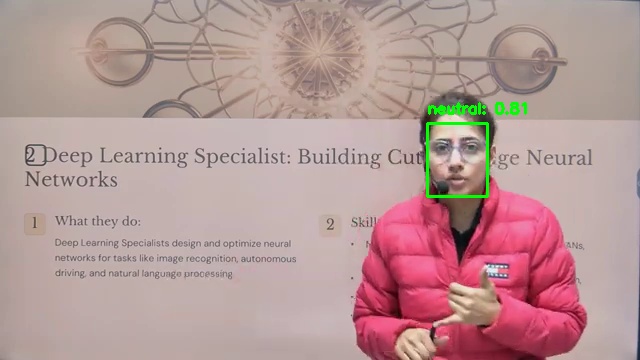 neutral: 0.81
2 Deep Learning Specialist: Building Cut ge Neural
Networks
1 What they do:
Deep Learning Specialists design and optimize neural
networks for tasks like image recognition, autonomous
driving, and natural language processing.
2 Skill
ANs,